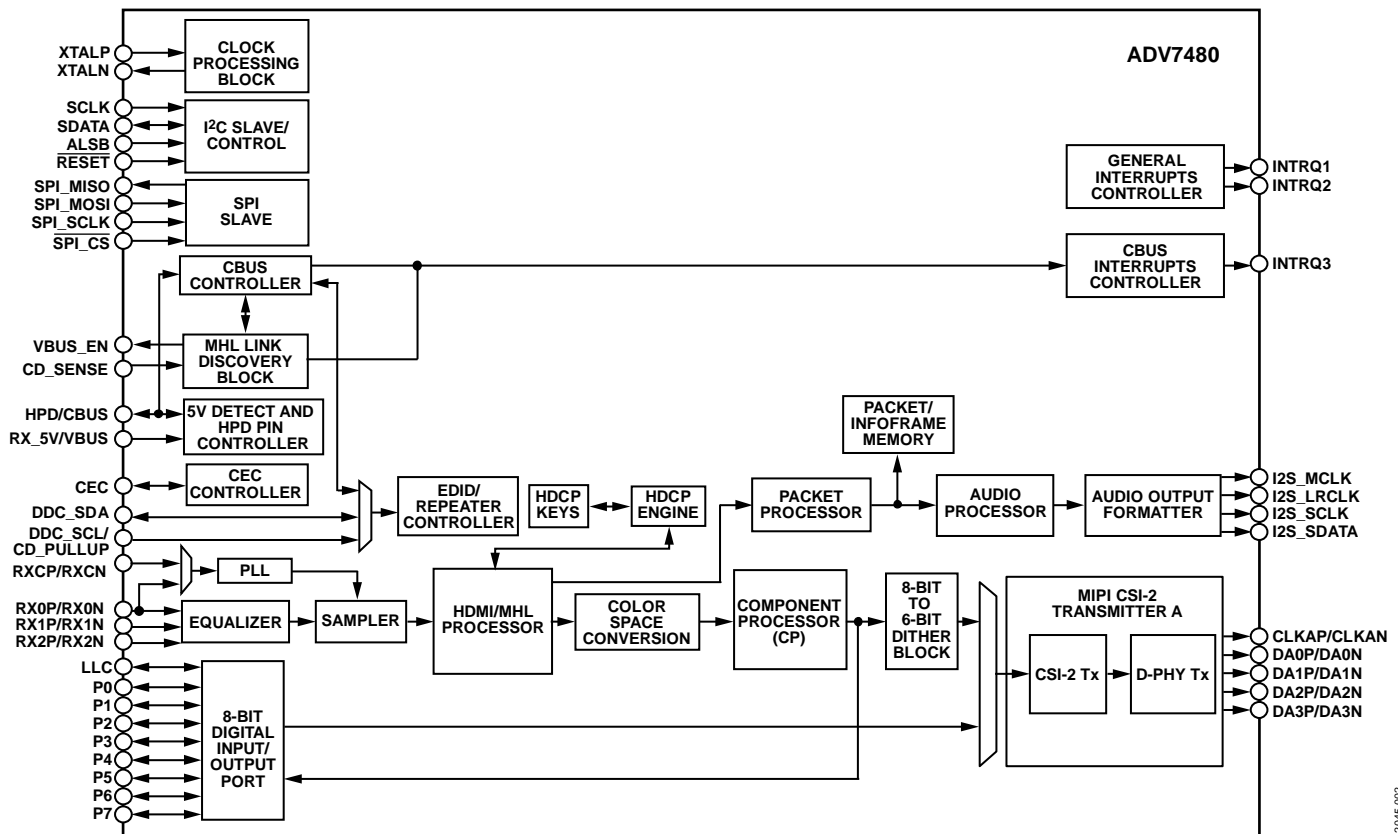 ADV7480
XTALP
XTALN
CLOCK
PROCESSING
BLOCK
SCLK
SDATA
ALSB
RESET
I2C SLAVE/
CONTROL
SPI_MISO
SPI_MOSI
SPI_SCLK
SPI_CS
SPI
SLAVE
GENERAL
INTERRUPTS
CONTROLLER
INTRQ1
INTRQ2
CBUS
CONTROLLER
CBUS
INTERRUPTS
CONTROLLER
INTRQ3
VBUS_EN
CD_SENSE
MHL LINK
DISCOVERY
BLOCK
HPD/CBUS
RX_5V/VBUS
5V DETECT AND
HPD PIN
CONTROLLER
CEC
CEC
CONTROLLER
DDC_SDA
DDC_SCL/
CD_PULLUP
EDID/
REPEATER
CONTROLLER
HDCP
KEYS
HDCP
ENGINE
PACKET
PROCESSOR
PACKET/
INFOFRAME
MEMORY
AUDIO
PROCESSOR
AUDIO OUTPUT
FORMATTER
I2S_MCLK
I2S_LRCLK
I2S_SCLK
I2S_SDATA
RXCP/RXCN
PLL
RX0P/RX0N
RX1P/RX1N
RX2P/RX2N
EQUALIZER
SAMPLER
HDMI/MHL
PROCESSOR
COLOR
SPACE
CONVERSION
COMPONENT
PROCESSOR
(CP)
8-BIT
TO
6-BIT
DITHER
BLOCK
MIPI CSI-2
TRANSMITTER A
CSI-2 Tx
D-PHY Tx
CLKAP/CLKAN
DA0P/DA0N
DA1P/DA1N
DA2P/DA2N
DA3P/DA3N
LLC
P0
P1
P2
P3
P4
P5
P6
P7
8-BIT
DIGITAL
INPUT/
OUTPUT
PORT